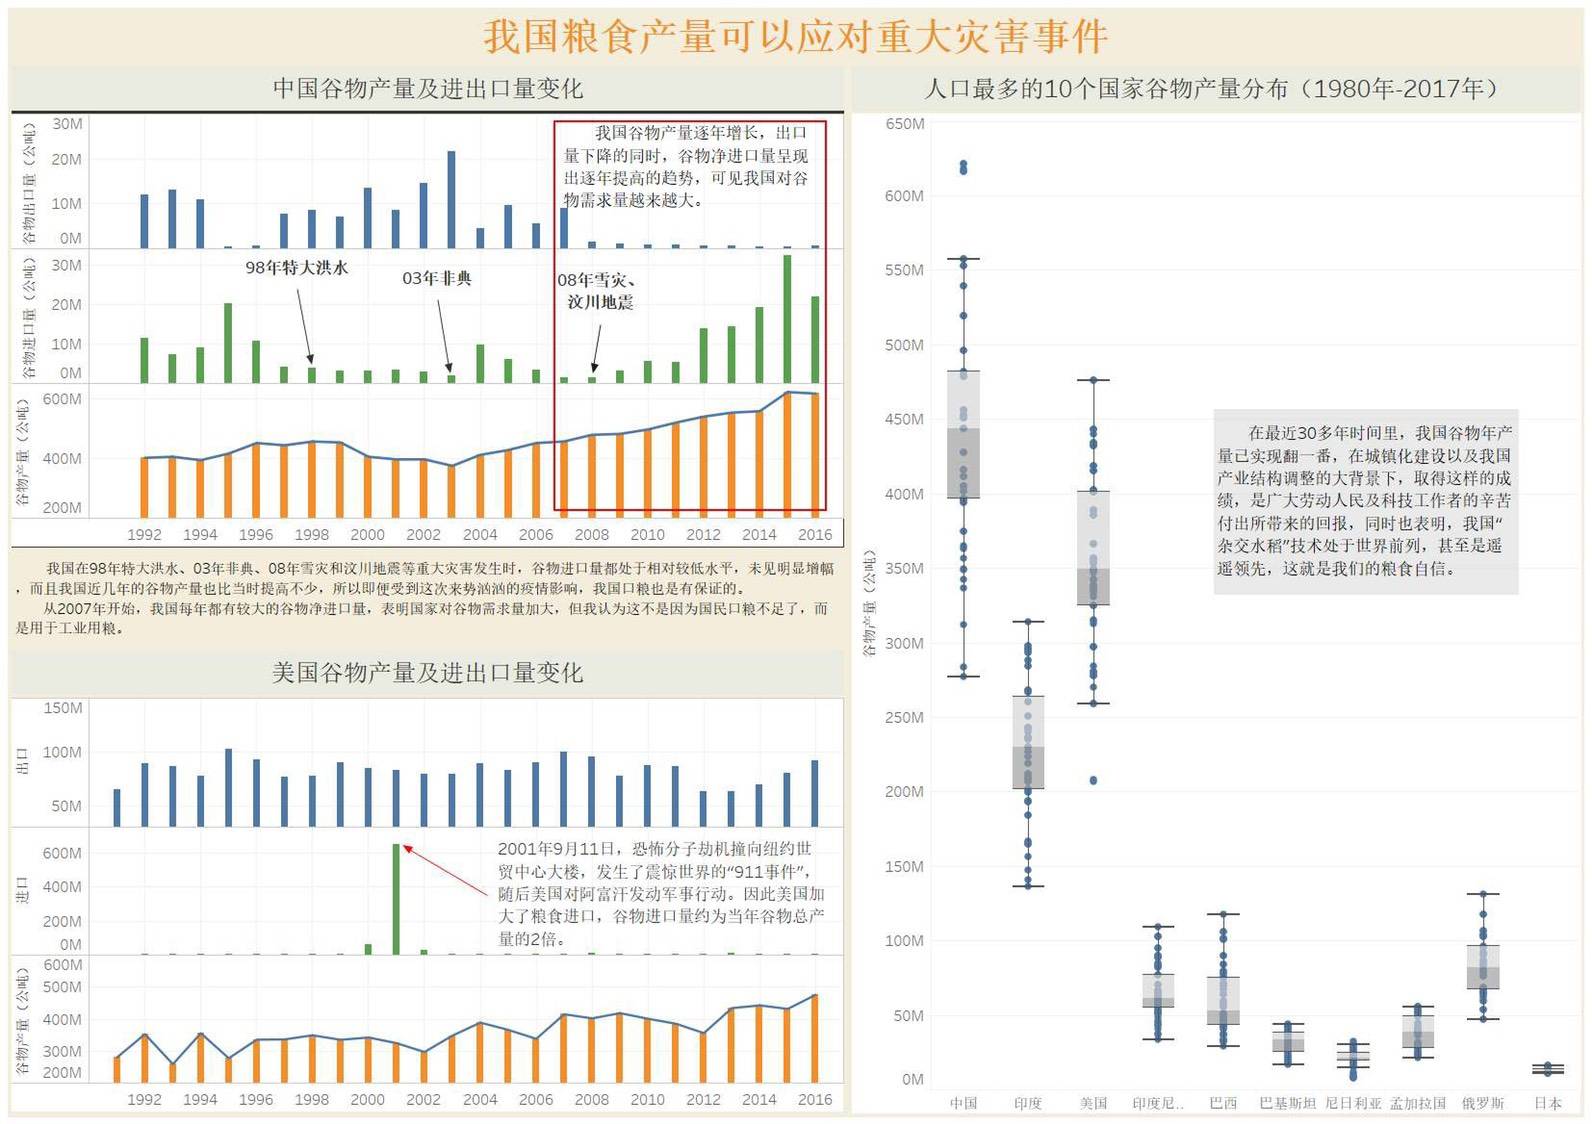 我国粮食产量可以应对重大灾害事件
中国谷物产量及进出口量变化
谷物出口量（公吨）
30M
20M
10M
0M
我国谷物产量逐年增长，出口
量下降的同时，谷物净进口量呈现
出逐年提高的趋势，可见我国对谷
物需求量越来越大。
谷物进口量（公吨）
30M
20M
10M
0M
98年特大洪水
03年非典
08年雪灾、
汶川地震
谷物产量（公吨）
600M
400M
200M
1992 1994 1996 1998 2000 2002 2004 2006 2008 2010 2012 2014 2016
我国在98年特大洪水、03年非典、08年雪灾和汶川地震等重大灾害发生时，谷物进口量都处于相对较低水平，未见明显增幅
，而且我国近几年的谷物产量也比当时提高不少，所以即便受到这次来势汹汹的疫情影响，我国口粮也是有保证的。
从2007年开始，我国每年都有较大的谷物净进口量，表明国家对谷物需求量加大，但我认为这不是因为国民口粮不足了，而
是用于工业用粮。
美国谷物产量及进出口量变化
出口
150M
100M
50M
进口
600M
400M
200M
0M
2001年9月11日，恐怖分子劫机撞向纽约世
贸中心大楼，发生了震惊世界的“911事件”，
随后美国对阿富汗发动军事行动。因此美国加
大了粮食进口，谷物进口量约为当年谷物总产
量的2倍。
谷物产量（公吨）
600M
500M
400M
300M
200M
1992 1994 1996 1998 2000 2002 2004 2006 2008 2010 2012 2014 2016
人口最多的10个国家谷物产量分布（1980年-2017年）
谷物产量（公吨）
650M
600M
550M
500M
450M
400M
350M
300M
250M
200M
150M
100M
50M
0M
在最近30多年时间里，我国谷物年产
量已实现翻一番，在城镇化建设以及我国
产业结构调整的大背景下，取得这样的成
绩，是广大劳动人民及科技工作者的辛苦
付出所带来的回报，同时也表明，我国“
杂交水稻”技术处于世界前列，甚至是遥
遥领先，这就是我们的粮食自信。
中国 印度 美国 印度尼.. 巴西 巴基斯坦 尼日利亚 孟加拉国 俄罗斯 日本